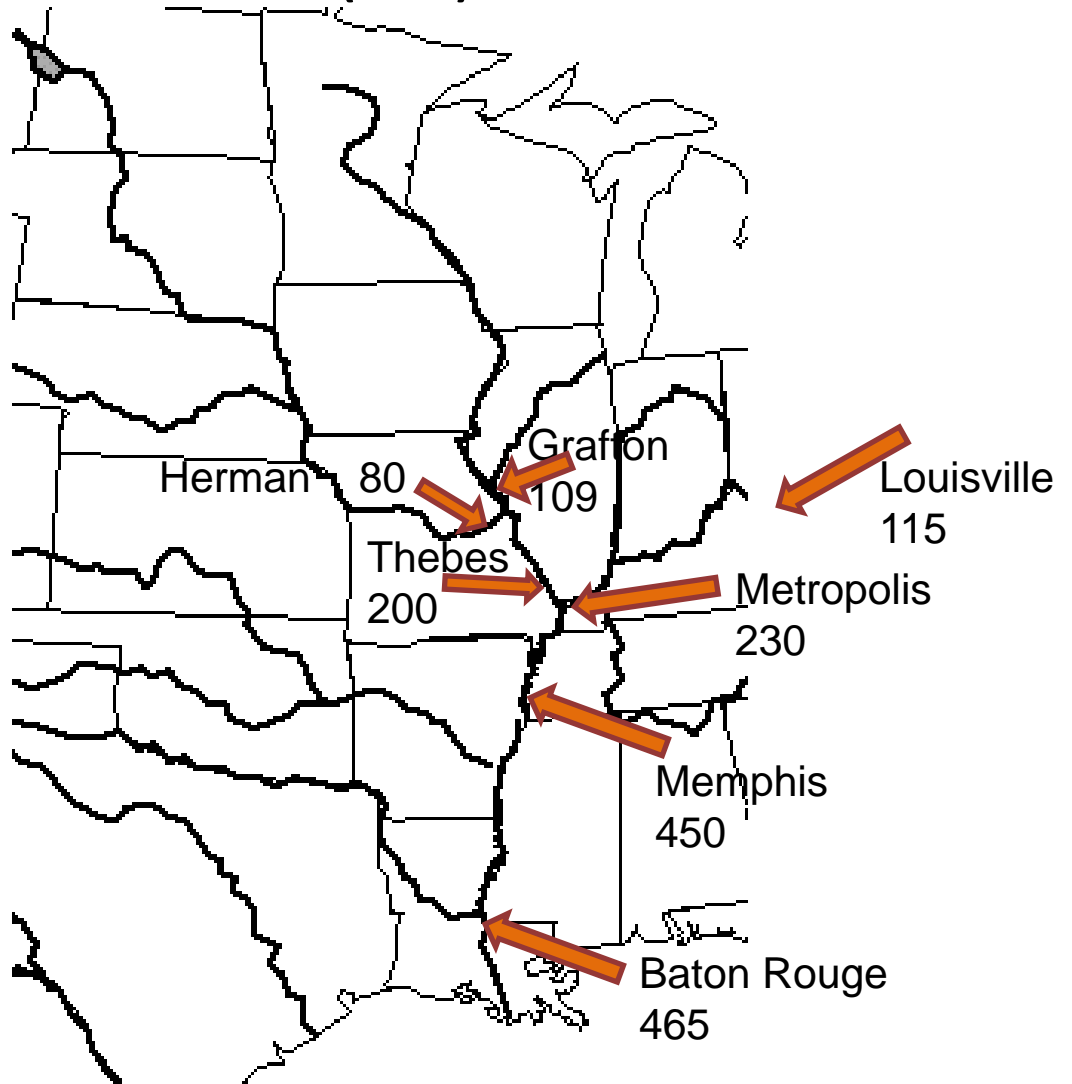 Grafton
109
Herman 80
Louisville
115
Thebes
200
Metropolis
230
Memphis
450
Baton Rouge
465